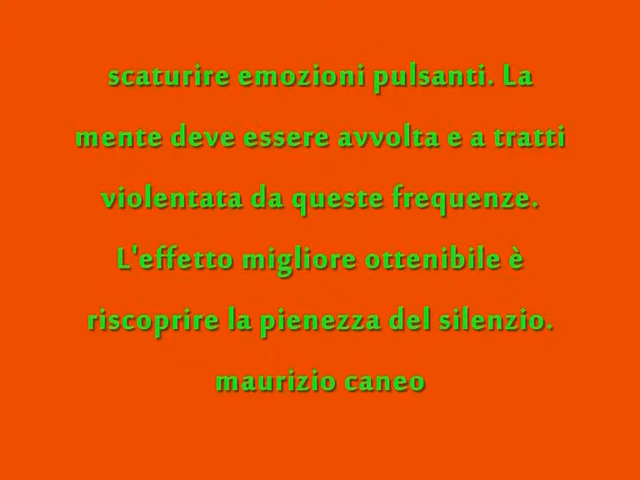 scaturire emozioni pulsanti. La
mente deve essere avvolta e a tratti
violentata da queste frequenze.
L'effetto migliore ottenibile è
riscoprire la pienezza del silenzio.
maurizio caneo